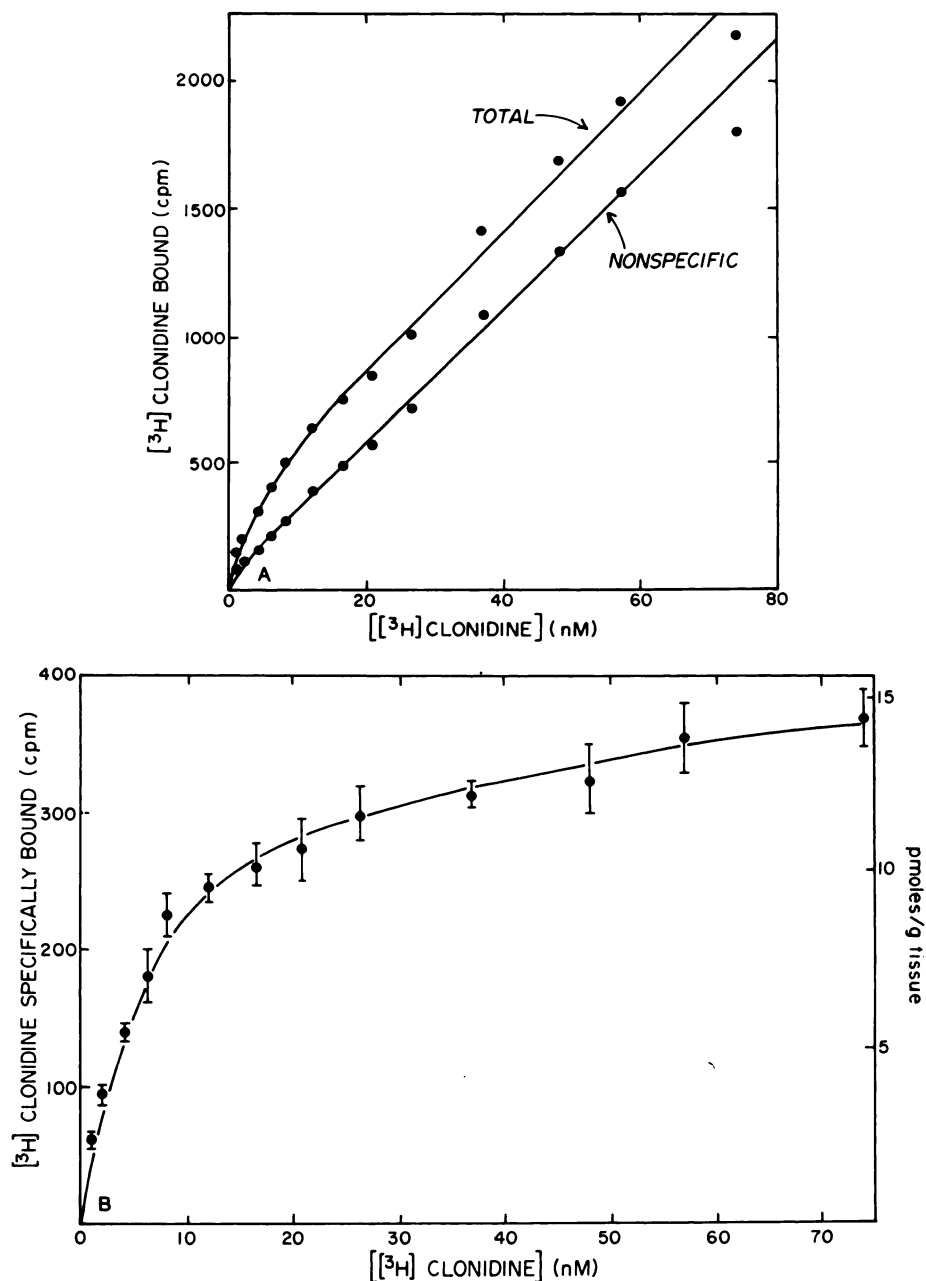 2000
1500
1000
500
0
20
40
60
80
[³H] CLONIDINE BOUND (cpm)
TOTAL
NONSPECIFIC
A
[[³H] CLONIDINE] (nM)
400
300
200
100
0
10
20
30
40
50
60
70
15
10
5
[³H] CLONIDINE SPECIFICALLY BOUND (cpm)
pmoles/g tissue
B
[[³H] CLONIDINE] (nM)